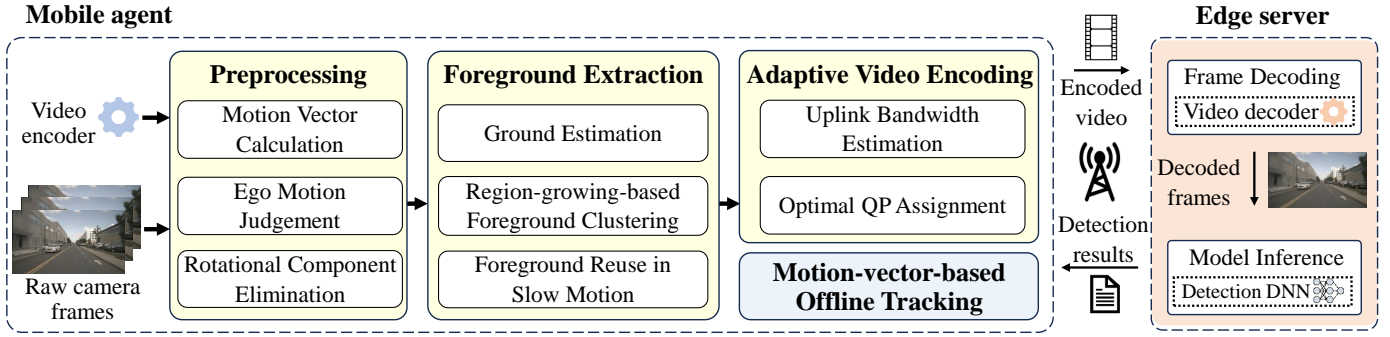 Mobile agent
Edge server
Video
encoder
Raw camera
frames
Preprocessing
Motion Vector
Calculation
Ego Motion
Judgement
Rotational Component
Elimination
Foreground Extraction
Ground Estimation
Region-growing-based
Foreground Clustering
Foreground Reuse in
Slow Motion
Adaptive Video Encoding
Uplink Bandwidth
Estimation
Optimal QP Assignment
Motion-vector-based
Offline Tracking
Encoded
video
Detection
results
Frame Decoding
Video decoder
Decoded
frames
Model Inference
Detection DNN